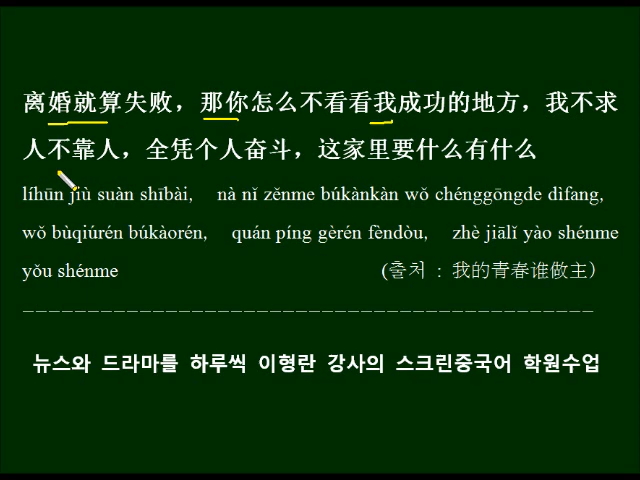 离婚就算失败，那你怎么不看看我成功的地方，我不求
人不靠人，全凭个人奋斗，这家里要什么有什么
líhūn jiù suàn shībài, nà nǐ zěnme búkànkàn wǒ chénggōngde dìfang,
wǒ bùqiúrén búkàorén, quán píng gèrén fèndòu, zhè jiālǐ yào shénme
yǒu shénme (출처 : 我的青春谁做主)
뉴스와 드라마를 하루씩 이형란 강사의 스크린중국어 학원수업